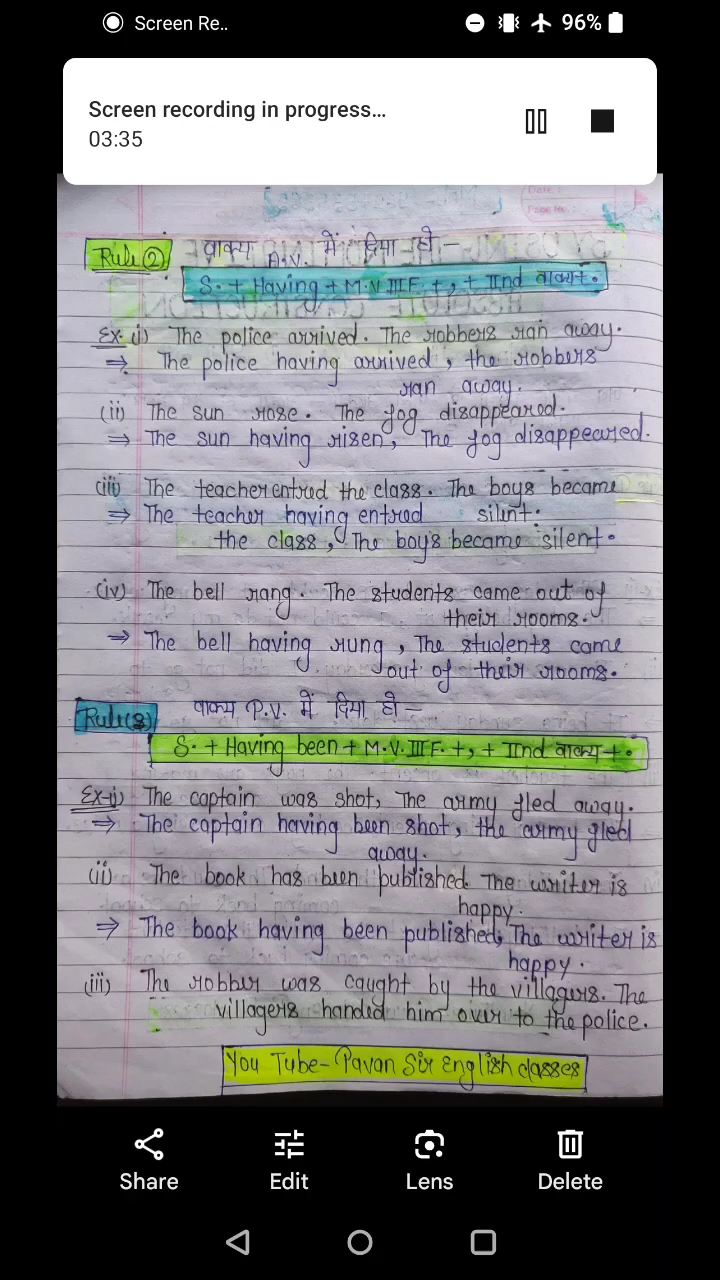 Screen Re..
96%
Screen recording in progress...
03:35
Rule ② वाक्य A.V. में दिया हो -
S. + Having + M.V III F. + , + IInd वाक्य + .
Ex. (i) The police arrived. The robbers ran away.
⇒ The police having arrived , the robbers
ran away.
(ii) The sun rose. The fog disappeared.
⇒ The sun having risen, The fog disappeared.
(iii) The teacher entred the class. The boys became
silent.
⇒ The teacher having entred
the class, The boys became silent.
(iv) The bell rang. The students came out of
their rooms.
⇒ The bell having rung , The students came
out of their rooms.
Rule(3) वाक्य P.V. में दिया हो -
S. + Having been + M.V. III F. + , + IInd वाक्य + .
Ex-(i) The captain was shot, The army fled away.
⇒ The captain having been shot, the army fled
away.
(ii) The book has been published. The writer is
happy.
⇒ The book having been published, The writer is
happy.
(iii) The robber was caught by the villagers. The
villagers handed him over to the police.
You Tube- Pavan Sir English classes
Share Edit Lens Delete